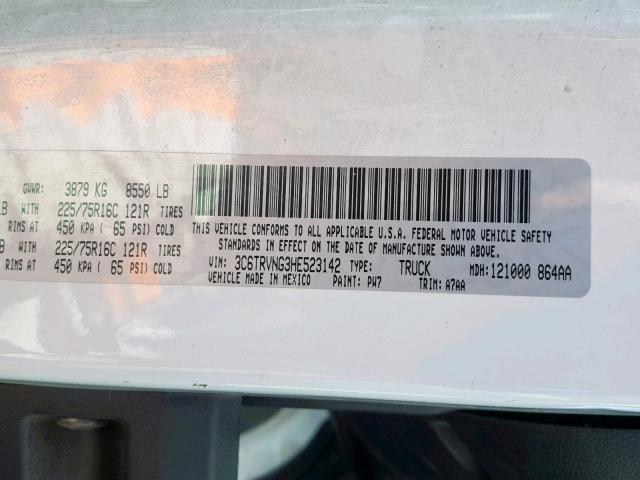 GVWR: 3879 KG 8550 LB
LB WITH 225/75R16C 121R TIRES
RIMS AT 450 KPA ( 65 PSI) COLD
LB WITH 225/75R16C 121R TIRES
RIMS AT 450 KPA ( 65 PSI) COLD
THIS VEHICLE CONFORMS TO ALL APPLICABLE U.S.A. FEDERAL MOTOR VEHICLE SAFETY
STANDARDS IN EFFECT ON THE DATE OF MANUFACTURE SHOWN ABOVE.
VIN: 3C6TRVNG3HE523142 TYPE: TRUCK MDH: 121000 864AA
VEHICLE MADE IN MEXICO PAINT: PW7 TRIM: A7AA